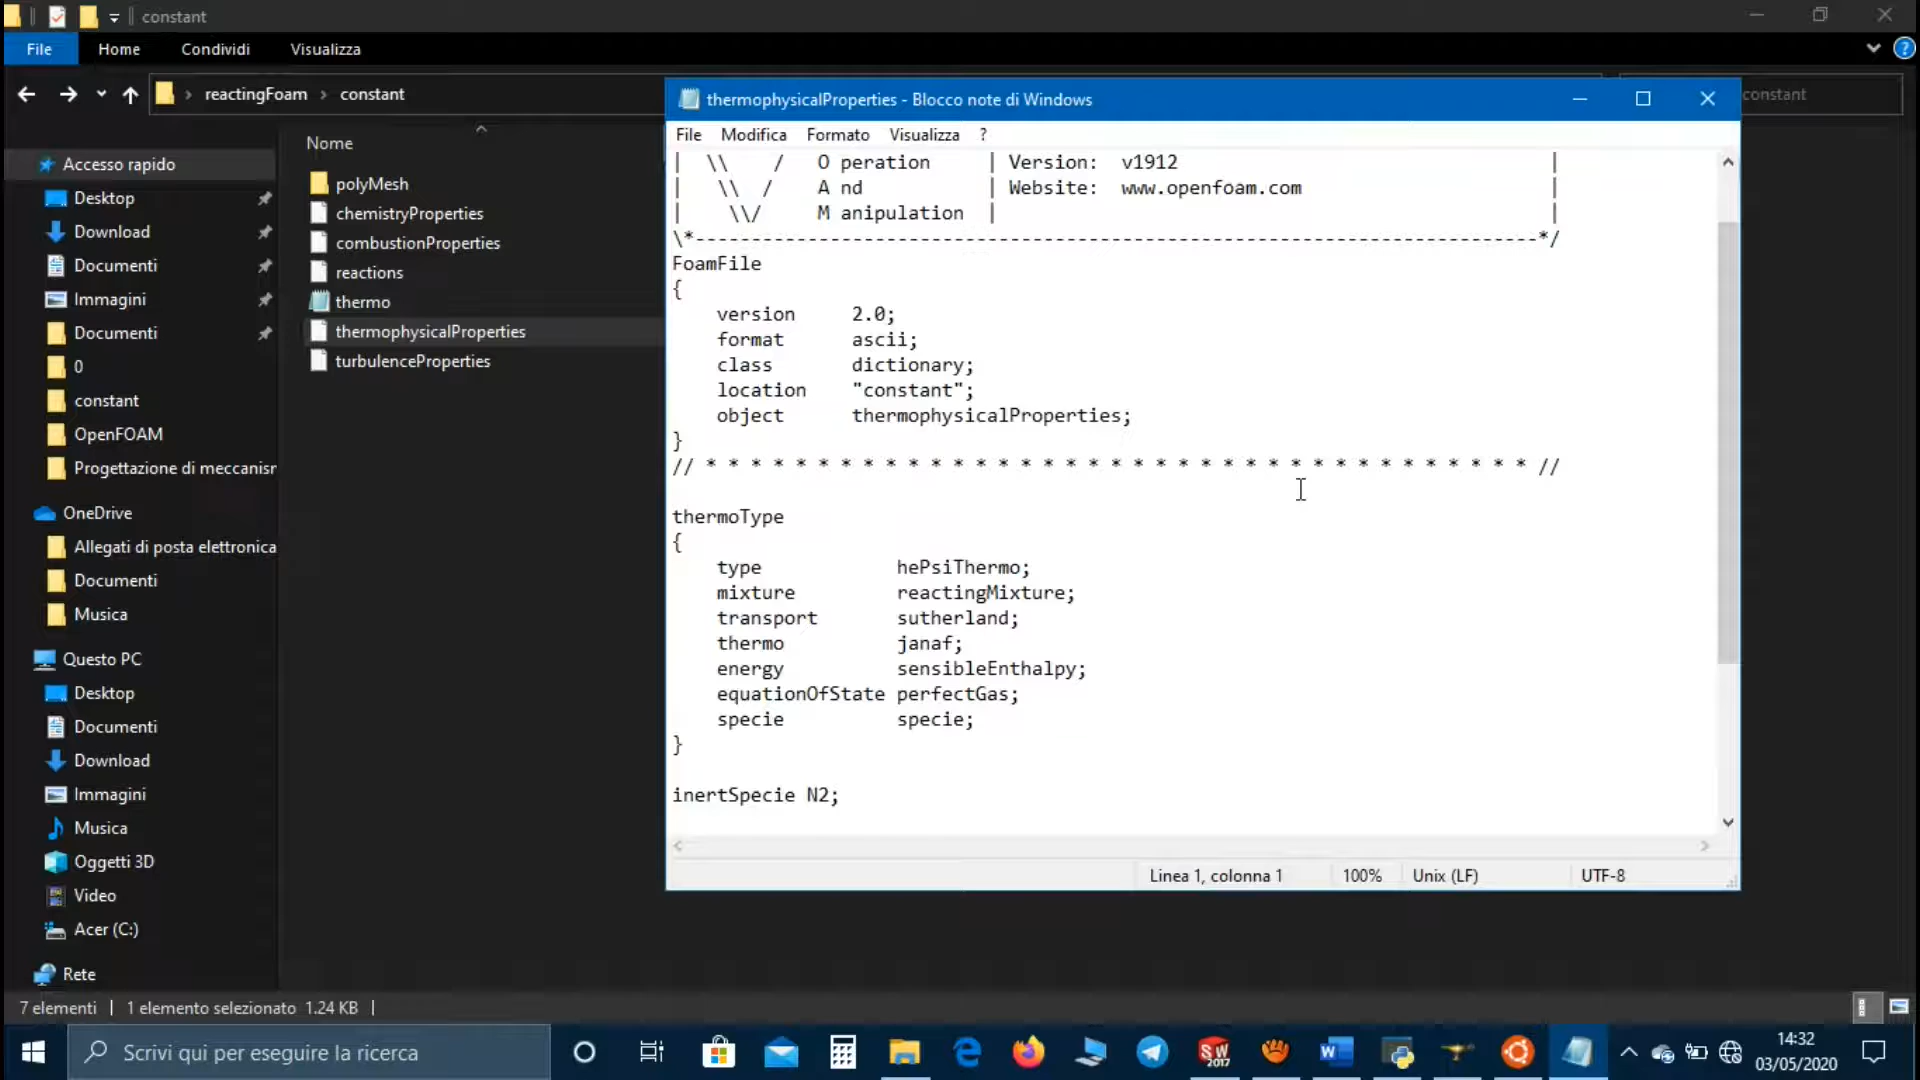 constant
File Home Condividi Visualizza
reactingFoam › constant
constant
Nome
Accesso rapido
Desktop
Download
Documenti
Immagini
Documenti
0
constant
OpenFOAM
Progettazione di meccanisr
OneDrive
Allegati di posta elettronica
Documenti
Musica
Questo PC
Desktop
Documenti
Download
Immagini
Musica
Oggetti 3D
Video
Acer (C:)
Rete
polyMesh
chemistryProperties
combustionProperties
reactions
thermo
thermophysicalProperties
turbulenceProperties
thermophysicalProperties - Blocco note di Windows
File Modifica Formato Visualizza ?
|  \\    /   O peration     | Version:  v1912                                 |
|   \\  /    A nd           | Website:  www.openfoam.com                      |
|    \\/     M anipulation  |                                                 |
\*---------------------------------------------------------------------------*/
FoamFile
{
    version     2.0;
    format      ascii;
    class       dictionary;
    location    "constant";
    object      thermophysicalProperties;
}
// * * * * * * * * * * * * * * * * * * * * * * * * * * * * * * * * * * * * * //
thermoType
{
    type            hePsiThermo;
    mixture         reactingMixture;
    transport       sutherland;
    thermo          janaf;
    energy          sensibleEnthalpy;
    equationOfState perfectGas;
    specie          specie;
}
inertSpecie N2;
Linea 1, colonna 1 100% Unix (LF) UTF-8
7 elementi | 1 elemento selezionato 1.24 KB |
Scrivi qui per eseguire la ricerca
SW
2017
W
14:32
03/05/2020